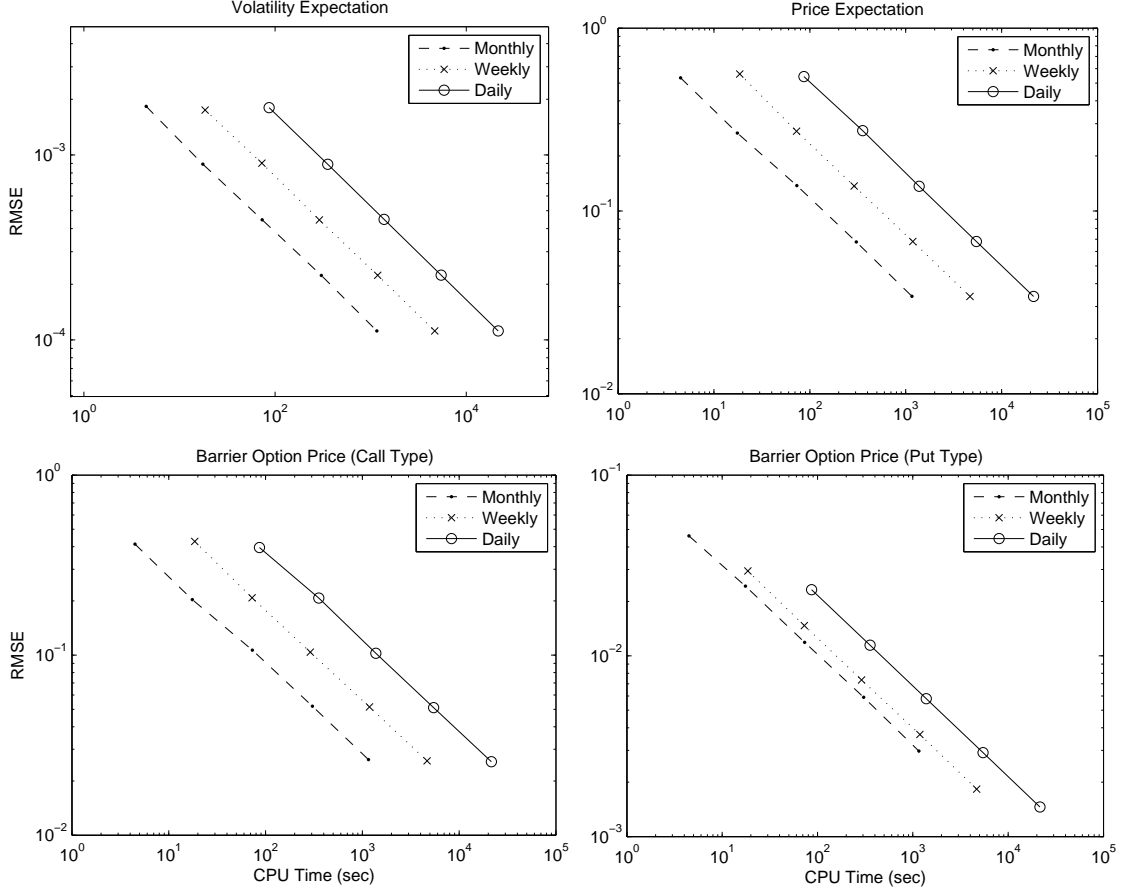 Volatility Expectation
RMSE
10^-3
10^-4
10^0
10^2
10^4
Monthly
Weekly
Daily
Price Expectation
10^0
10^-1
10^-2
10^0
10^1
10^2
10^3
10^4
10^5
Monthly
Weekly
Daily
Barrier Option Price (Call Type)
RMSE
10^0
10^-1
10^-2
10^0
10^1
10^2
10^3
10^4
10^5
CPU Time (sec)
Monthly
Weekly
Daily
Barrier Option Price (Put Type)
10^-1
10^-2
10^-3
10^0
10^1
10^2
10^3
10^4
10^5
CPU Time (sec)
Monthly
Weekly
Daily